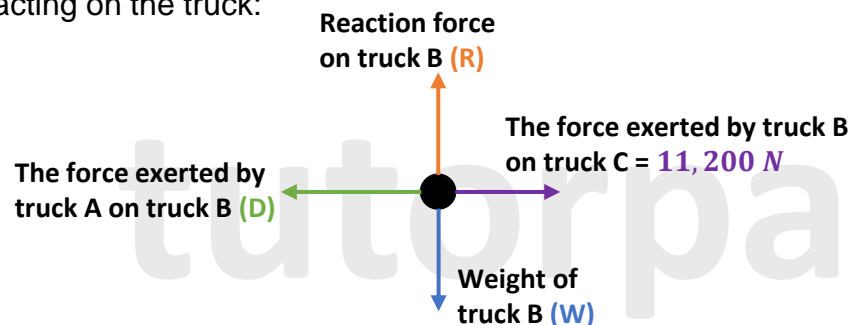 acting on the truck:
Reaction force
on truck B (R)
The force exerted by truck B
on truck C = 11,200 N
The force exerted by
truck A on truck B (D)
tutorpa
Weight of
truck B (W)